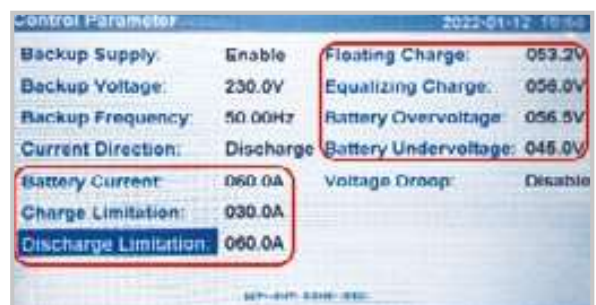 Control Parameter 2022-01-12
Backup Supply: Enable Floating Charge: 053.2V
Backup Voltage: 230.0V Equalizing Charge: 056.0V
Backup Frequency: 50.00Hz Battery Overvoltage: 056.5V
Current Direction: Discharge Battery Undervoltage: 045.0V
Battery Current: 060.0A Voltage Droop: Disable
Charge Limitation: 030.0A
Discharge Limitation: 060.0A